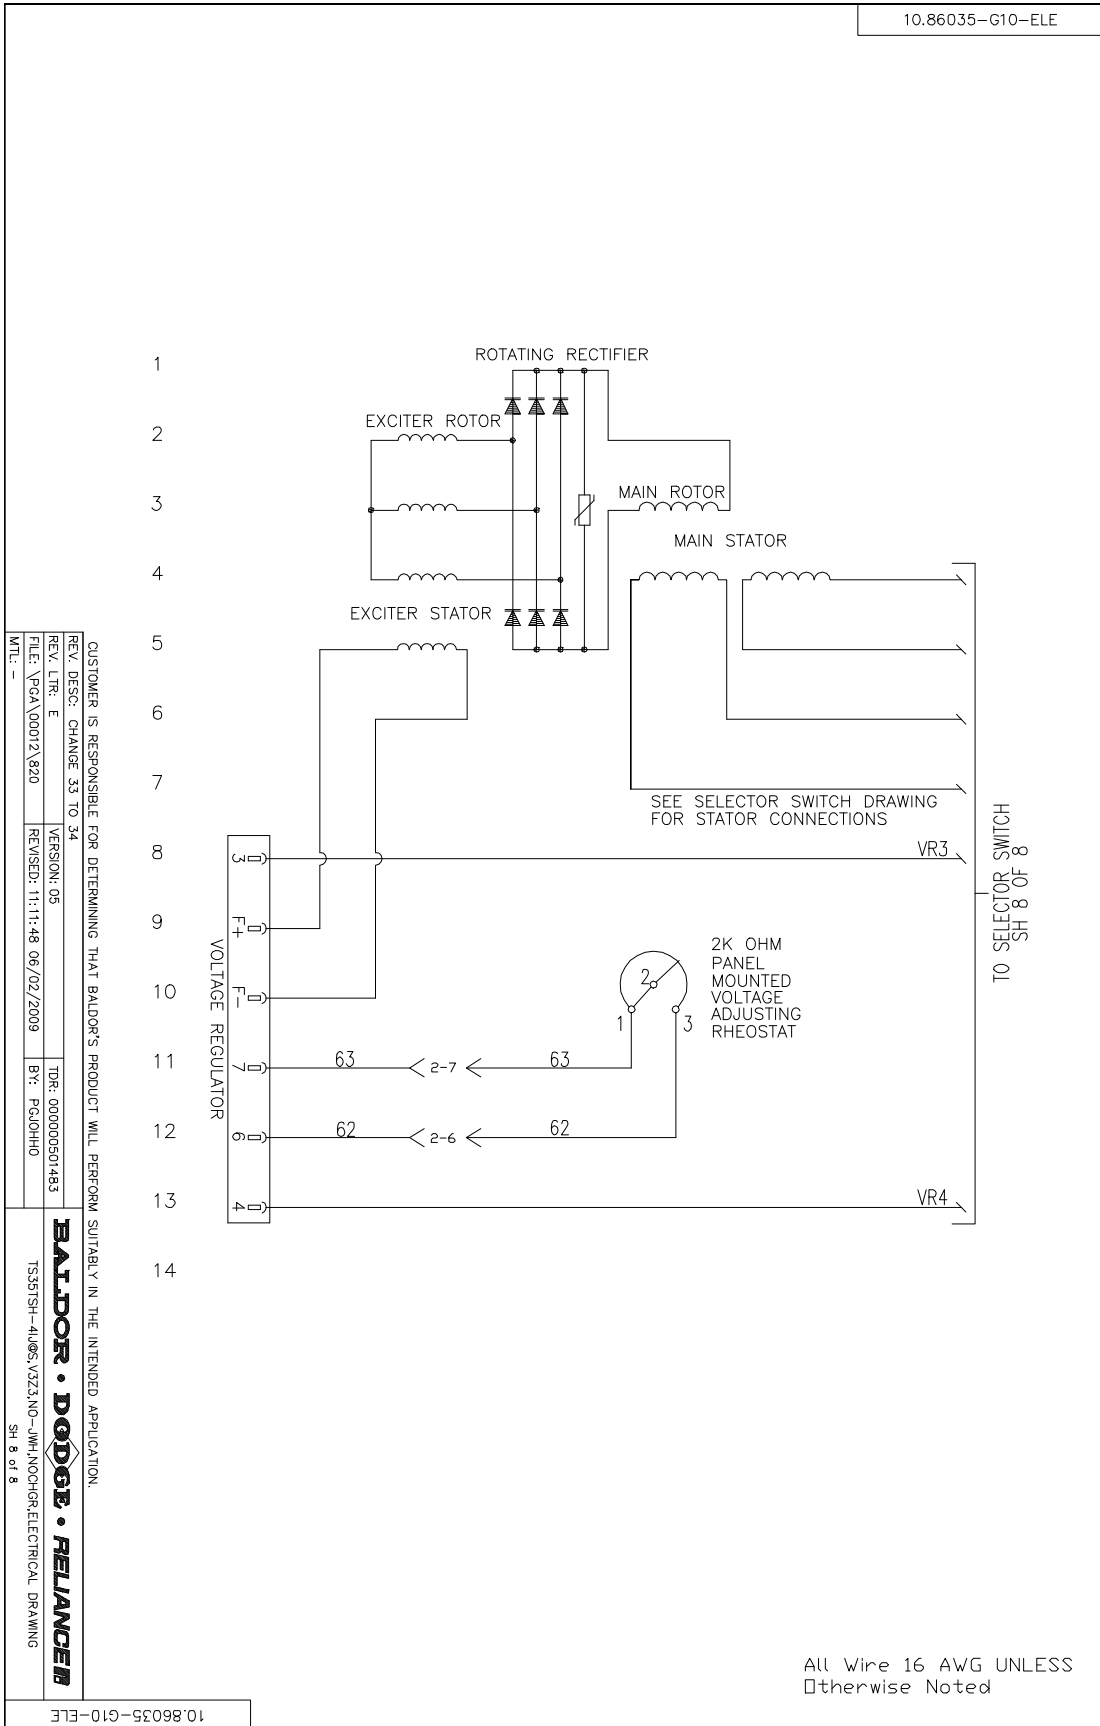 10.86035-G10-ELE
1
ROTATING RECTIFIER
2
EXCITER ROTOR
3
MAIN ROTOR
MAIN STATOR
4
EXCITER STATOR
5
6
7
SEE SELECTOR SWITCH DRAWING
FOR STATOR CONNECTIONS
8
3
VR3
TO SELECTOR SWITCH
SH 8 OF 8
9
F+
VOLTAGE REGULATOR
2K OHM
PANEL
MOUNTED
VOLTAGE
ADJUSTING
RHEOSTAT
2
1
3
10
F-
11
7
63
2-7
63
12
6
62
2-6
62
13
4
VR4
14
CUSTOMER IS RESPONSIBLE FOR DETERMINING THAT BALDOR'S PRODUCT WILL PERFORM SUITABLY IN THE INTENDED APPLICATION.
REV. DESC: CHANGE 33 TO 34
REV. LTR: E
VERSION: 05
TDR: 000000501483
FILE: \PGA\00012\820
REVISED: 11:11:48 06/02/2009
BY: PGJOHHO
MTL: -
BALDOR • DODGE • RELIANCE
TS35TSH-4IJ@S,V3Z3,NO-JWH,NOCHGR,ELECTRICAL DRAWING
SH 8 of 8
All Wire 16 AWG UNLESS
Otherwise Noted
10.86035-G10-ELE